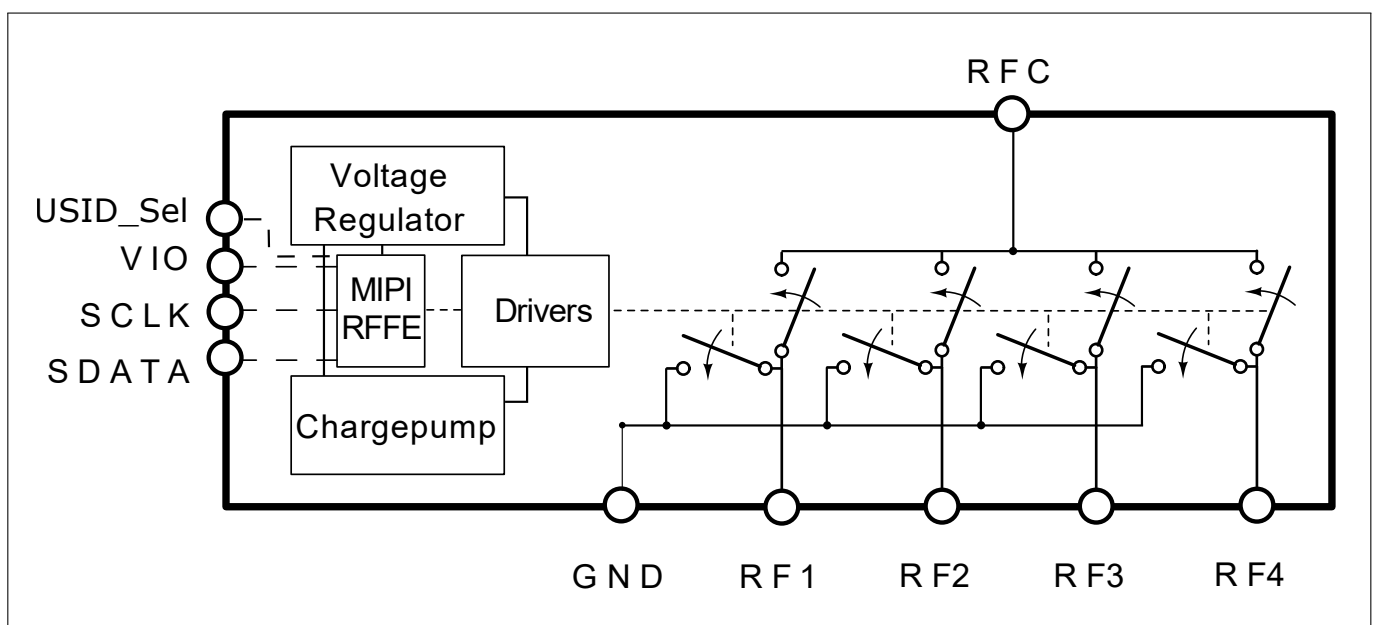 RFC
Voltage
Regulator
USID_Sel
VIO
SCLK
SDATA
MIPI
RFFE
Drivers
Chargepump
GND RF1 RF2 RF3 RF4